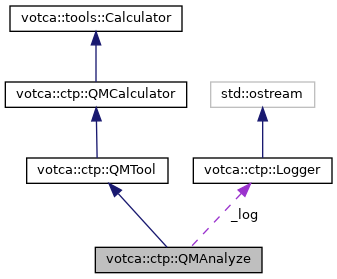 votca::tools::Calculator
votca::ctp::QMCalculator
std::ostream
votca::ctp::QMTool
votca::ctp::Logger
_log
votca::ctp::QMAnalyze